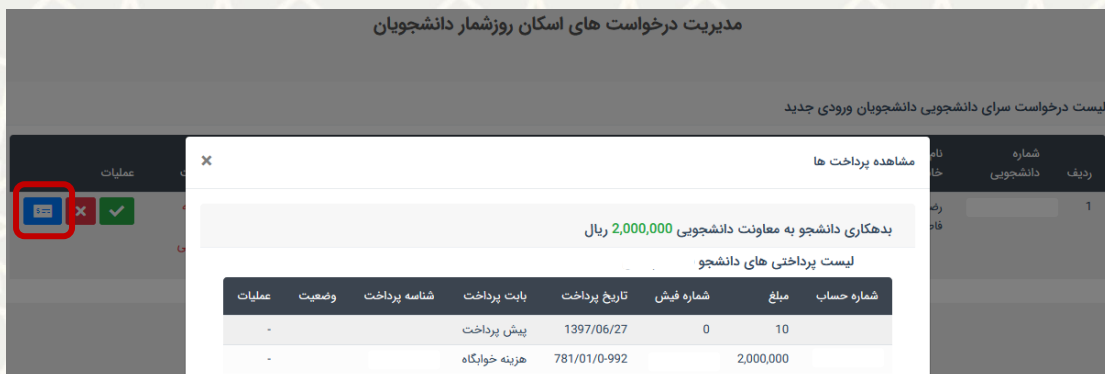 مدیریت درخواست های اسکان روزشمار دانشجویان
لیست درخواست سرای دانشجویی دانشجویان ورودی جدید
ردیف شماره دانشجویی عملیات
1
مشاهده پرداخت ها ×
بدهکاری دانشجو به معاونت دانشجویی 2,000,000 ریال
لیست پرداختی های دانشجو
شماره حساب مبلغ شماره فیش تاریخ پرداخت بابت پرداخت شناسه پرداخت وضعیت عملیات
10 0 1397/06/27 پیش پرداخت -
2,000,000 781/01/0-992 هزینه خوابگاه -